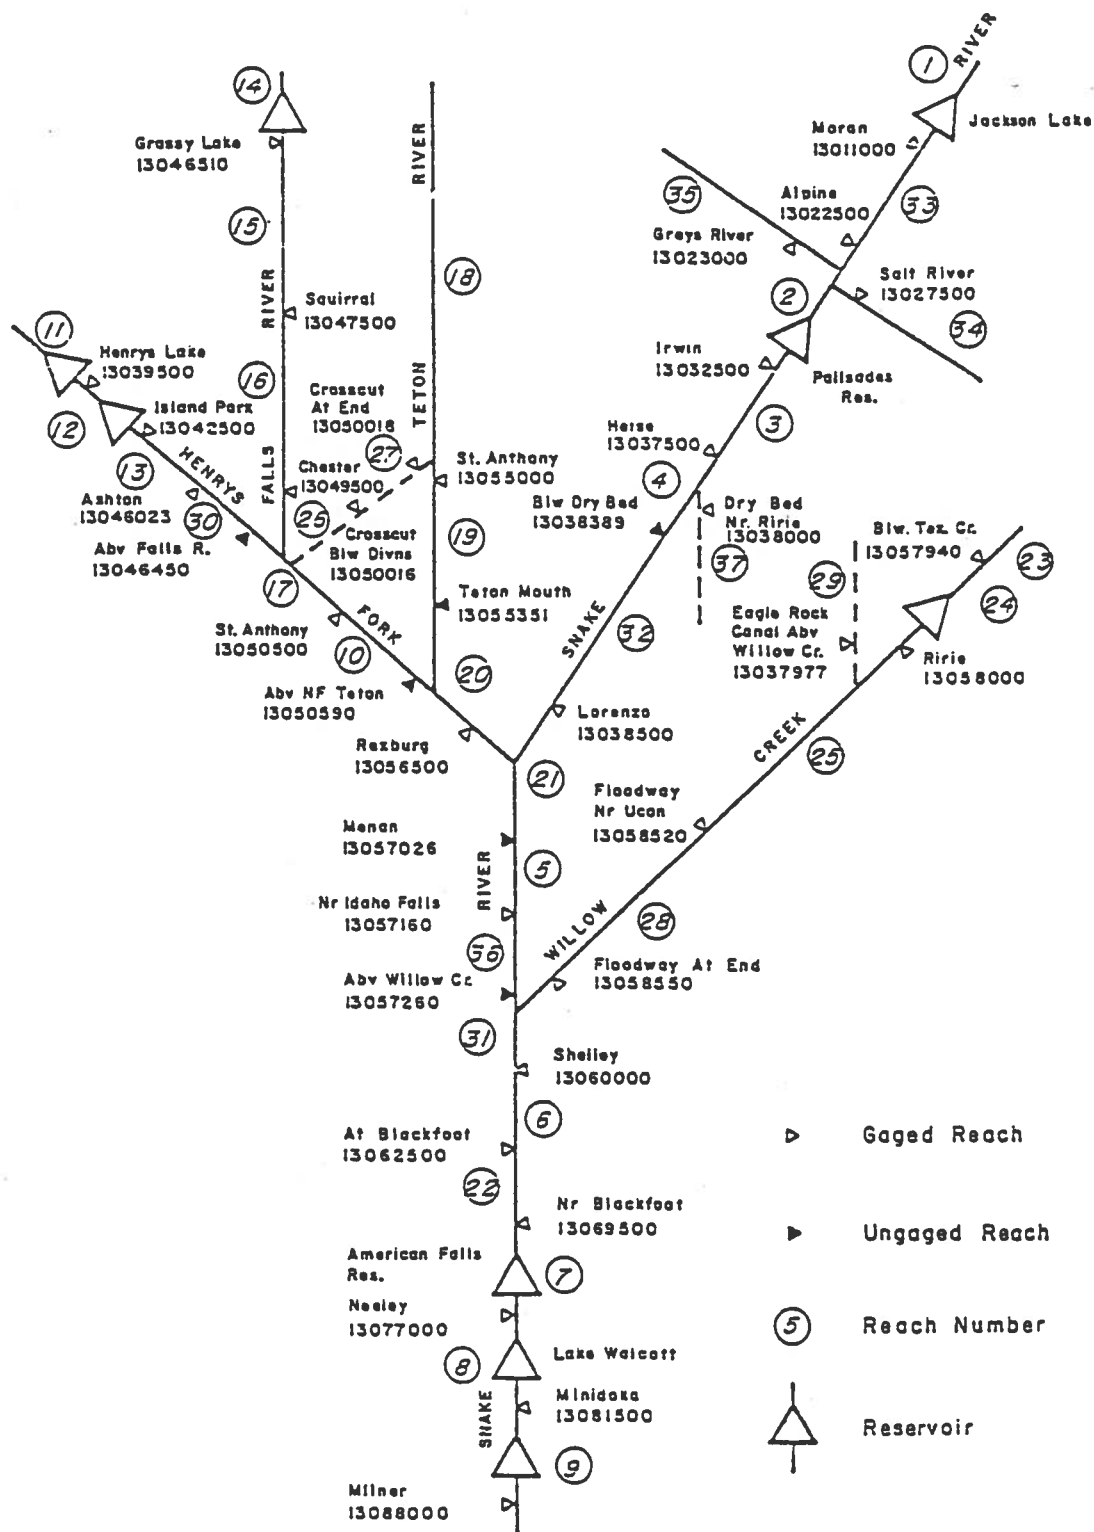 1
RIVER
Jackson Lake
Moran
13011000
14
Grassy Lake
13046510
RIVER
35
Alpine
13022500
33
Greys River
13023000
15
18
Salt River
13027500
2
34
RIVER
Squirrel
13047500
11
Henrys Lake
13039500
Irwin
13032500
Palisades
Res.
16
Crosscut
At End
13050018
TETON
12
Island Park
13042500
3
Heise
13037500
HENRYS
13
27
St. Anthony
13055000
4
FALLS
Chester
13049500
Ashton
13046023
30
Blw Dry Bed
13038389
Dry Bed
Nr. Ririe
13038000
26
Crosscut
Blw Divns
13050016
19
Blw. Tex. Cr.
13057940
23
Abv Falls R.
13046450
37
29
17
Teton Mouth
13055351
24
FORK
SNAKE
32
Eagle Rock
Canal Abv
Willow Cr.
13037977
St. Anthony
13050500
10
Ririe
13058000
20
Abv NF Teton
13050590
Lorenzo
13038500
Rexburg
13056500
CREEK
25
21
Floodway
Nr Ucon
13058520
Menan
13057026
5
RIVER
Nr Idaho Falls
13057160
28
WILLOW
36
Floodway At End
13058550
Abv Willow Cr.
13057260
31
Shelley
13060000
6
At Blackfoot
13062500
Gaged Reach
22
Nr Blackfoot
13069500
Ungaged Reach
American Falls
Res.
7
Neeley
13077000
5
Reach Number
8
Lake Walcott
SNAKE
Minidoka
13081500
Reservoir
9
Milner
13088000